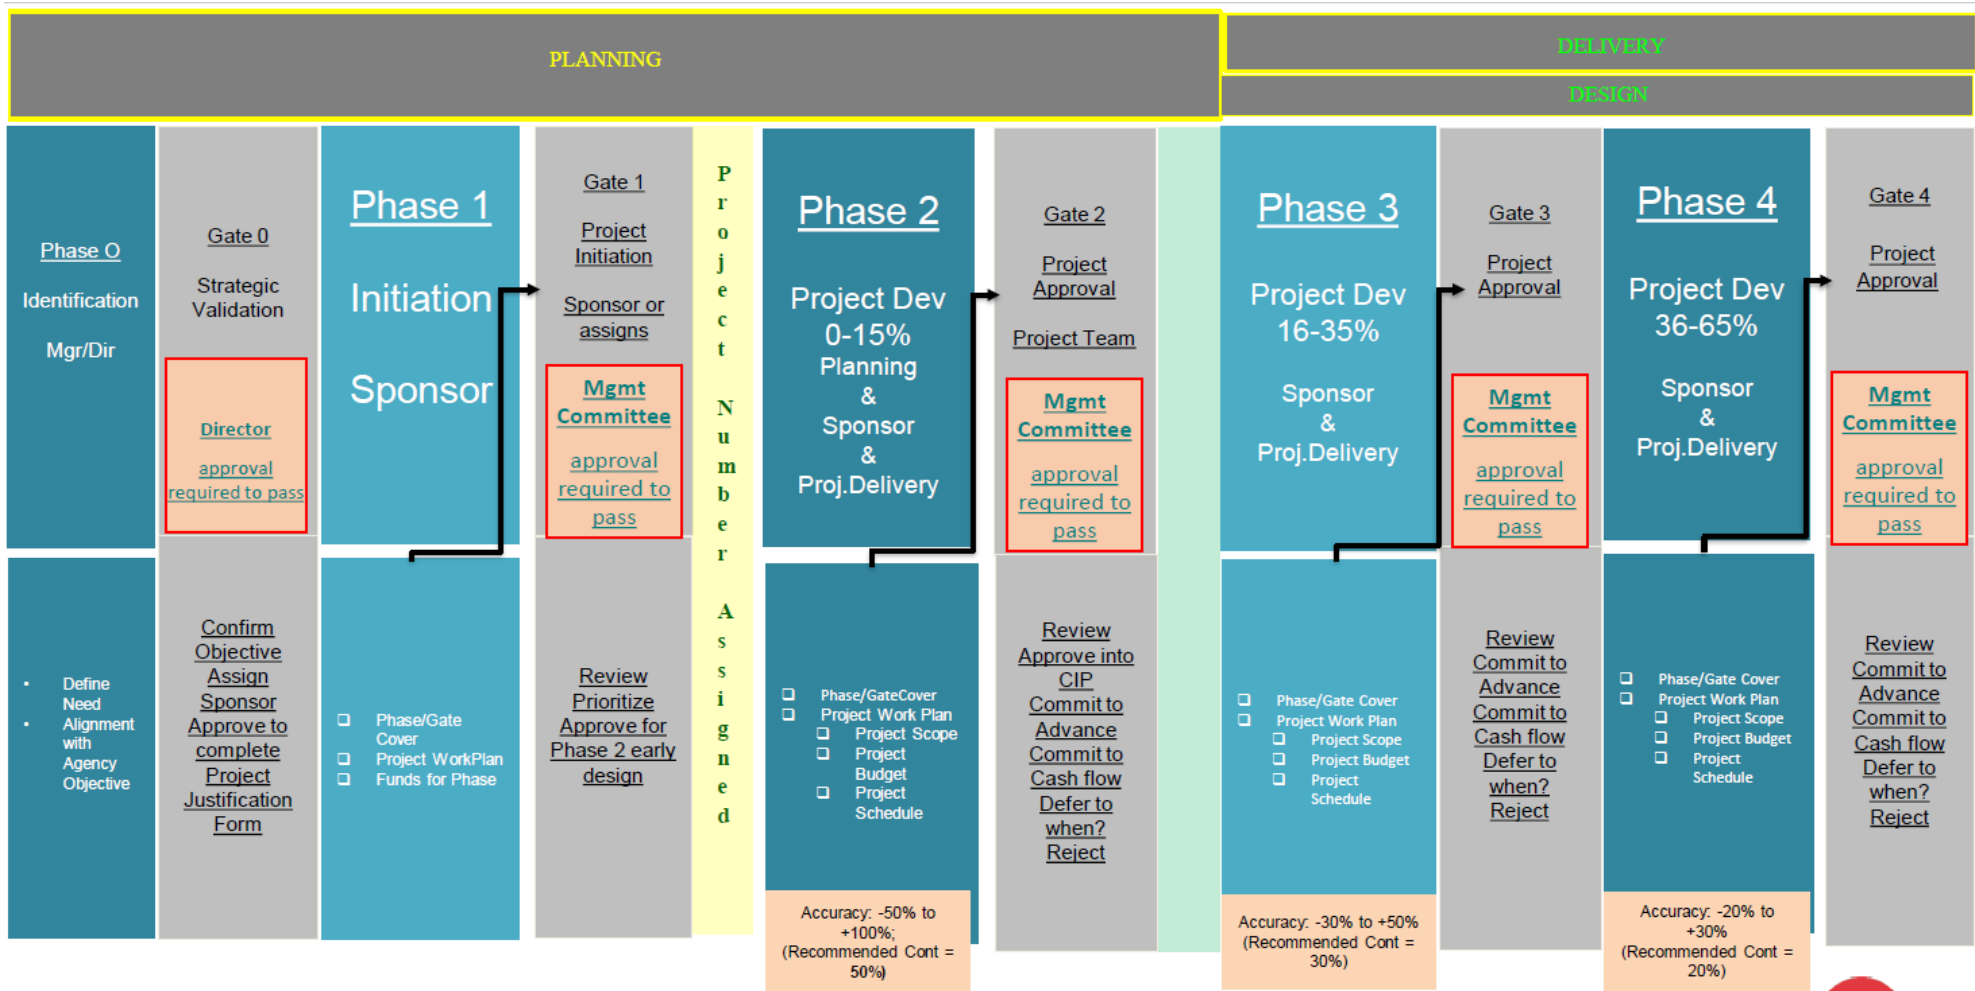 PLANNING
DELIVERY
DESIGN
Phase O
Identification
Mgr/Dir
• Define
Need
• Alignment
with
Agency
Objective
Gate 0
Strategic
Validation
Director
approval
required to pass
Confirm
Objective
Assign
Sponsor
Approve to
complete
Project
Justification
Form
Phase 1
Initiation
Sponsor
❑ Phase/Gate
Cover
❑ Project WorkPlan
❑ Funds for Phase
Gate 1
Project
Initiation
Sponsor or
assigns
Mgmt
Committee
approval
required to
pass
Review
Prioritize
Approve for
Phase 2 early
design
Project Number Assigned
Phase 2
Project Dev
0-15%
Planning
&
Sponsor
&
Proj.Delivery
❑ Phase/GateCover
❑ Project Work Plan
❑ Project Scope
❑ Project
Budget
❑ Project
Schedule
Accuracy: -50% to
+100%;
(Recommended Cont =
50%)
Gate 2
Project
Approval
Project Team
Mgmt
Committee
approval
required to
pass
Review
Approve into
CIP
Commit to
Advance
Commit to
Cash flow
Defer to
when?
Reject
Phase 3
Project Dev
16-35%
Sponsor
&
Proj.Delivery
❑ Phase/Gate Cover
❑ Project Work Plan
❑ Project Scope
❑ Project Budget
❑ Project
Schedule
Accuracy: -30% to +50%
(Recommended Cont =
30%)
Gate 3
Project
Approval
Mgmt
Committee
approval
required to
pass
Review
Commit to
Advance
Commit to
Cash flow
Defer to
when?
Reject
Phase 4
Project Dev
36-65%
Sponsor
&
Proj.Delivery
❑ Phase/Gate Cover
❑ Project Work Plan
❑ Project Scope
❑ Project Budget
❑ Project
Schedule
Accuracy: -20% to
+30%
(Recommended Cont =
20%)
Gate 4
Project
Approval
Mgmt
Committee
approval
required to
pass
Review
Commit to
Advance
Commit to
Cash flow
Defer to
when?
Reject